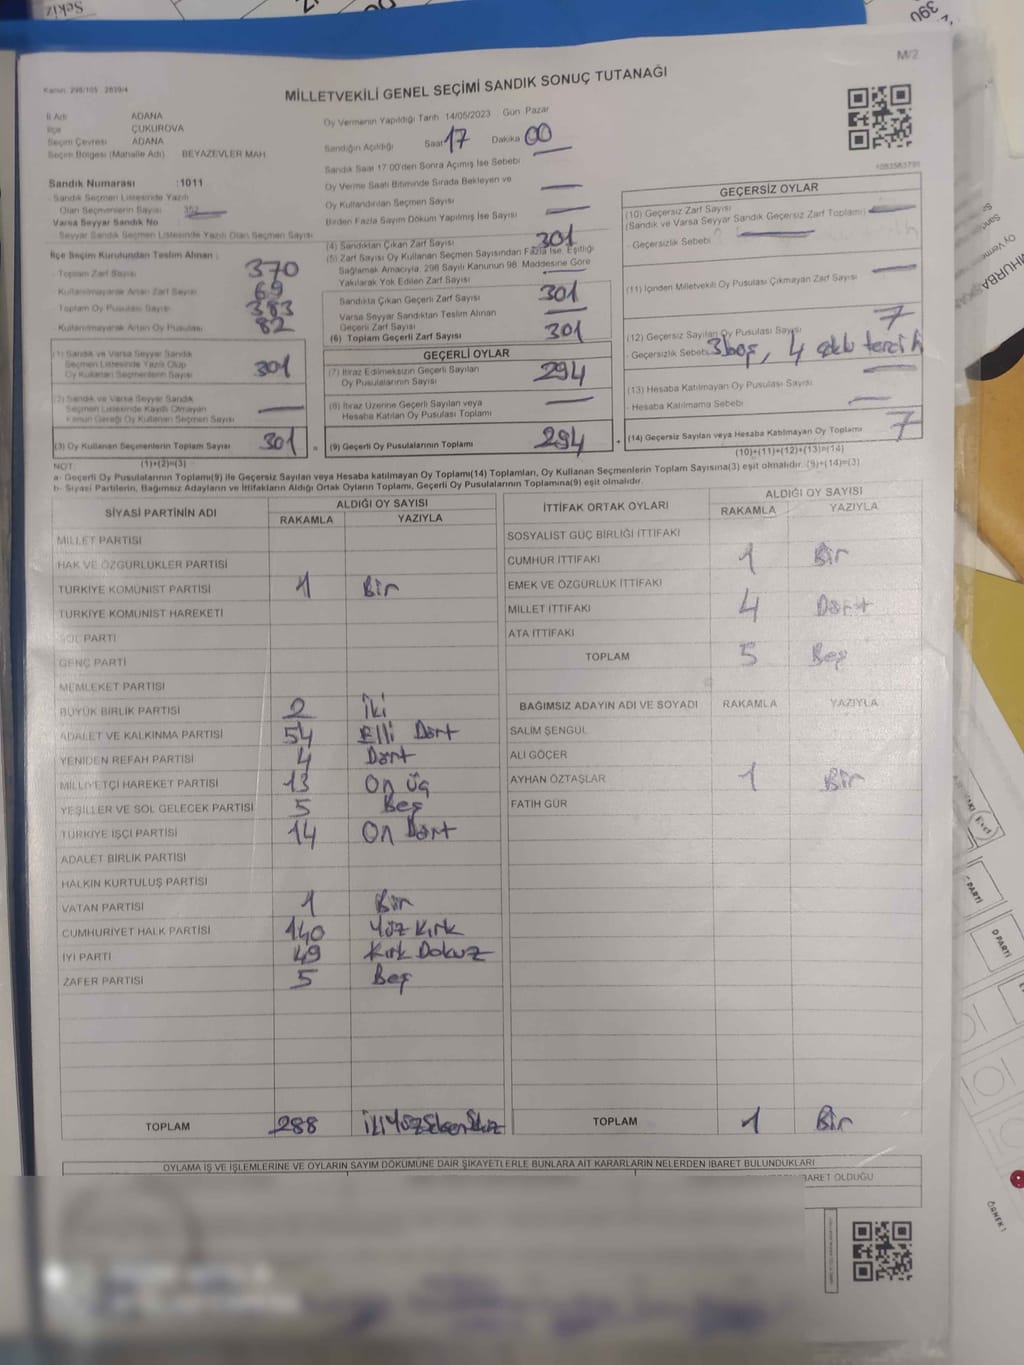 Sekiz
390
M/2
Kanun: 298/105 2839/4
MİLLETVEKİLİ GENEL SEÇİMİ SANDIK SONUÇ TUTANAĞI
İl Adı ADANA
İlçe ÇUKUROVA
Seçim Çevresi ADANA
Seçim Bölgesi (Mahalle Adı) BEYAZEVLER MAH.
Sandık Numarası :1011
Sandık Seçmen Listesinde Yazılı
Olan Seçmenlerin Sayısı
Varsa Seyyar Sandık No
Seyyar Sandık Seçmen Listesinde Yazılı Olan Seçmen Sayısı
Oy Vermenin Yapıldığı Tarih 14/05/2023 Gün Pazar
Sandığın Açıldığı Saat 17 Dakika 00
Sandık Saat 17:00'den Sonra Açımış İse Sebebi
Oy Verme Saati Bitiminde Sırada Bekleyen ve
Oy Kullandırılan Seçmen Sayısı
Birden Fazla Sayım Döküm Yapılmış İse Sayısı
İlçe Seçim Kurulundan Teslim Alınan :
Toplam Zarf Sayısı 370
Kullanılmayarak Artan Zarf Sayısı 69
Toplam Oy Pusulası Sayısı 383
Kullanılmayarak Artan Oy Pusulası 82
(1) Sandık ve Varsa Seyyar Sandık
Seçmen Listesinde Yazılı Olup
Oy Kullanan Seçmenlerin Sayısı 301
(2) Sandık ve Varsa Seyyar Sandık
Seçmen Listesinde Kayıtlı Olmayan
Kanun Gereği Oy Kullanan Seçmen Sayısı
(3) Oy Kullanan Seçmenlerin Toplam Sayısı 301
(1)+(2)=(3)
(4) Sandıktan Çıkan Zarf Sayısı 301
(5) Zarf Sayısı Oy Kullanan Seçmen Sayısından Fazla İse, Eşitliği
Sağlamak Amacıyla, 298 Sayılı Kanunun 98. Maddesine Göre
Yakılarak Yok Edilen Zarf Sayısı
Sandıkta Çıkan Geçerli Zarf Sayısı 301
Varsa Seyyar Sandıktan Teslim Alınan
Geçerli Zarf Sayısı
(6) Toplam Geçerli Zarf Sayısı 301
GEÇERLİ OYLAR
(7) İtiraz Edilmeksizin Geçerli Sayılan
Oy Pusulalarının Sayısı 294
(8) İtiraz Üzerine Geçerli Sayılan veya
Hesaba Katılan Oy Pusulası Toplamı
= (9) Geçerli Oy Pusulalarının Toplamı 294
GEÇERSİZ OYLAR
(10) Geçersiz Zarf Sayısı
(Sandık ve Varsa Seyyar Sandık Geçersiz Zarf Toplamı)
- Geçersizlik Sebebi
(11) İçinden Milletvekili Oy Pusulası Çıkmayan Zarf Sayısı
(12) Geçersiz Sayılan Oy Pusulası Sayısı 7
- Geçersizlik Sebebi 3 boş, 4 tercih
(13) Hesaba Katılmayan Oy Pusulası Sayısı
- Hesaba Katılmama Sebebi
+ (14) Geçersiz Sayılan veya Hesaba Katılmayan Oy Toplamı 7
(10)+(11)+(12)+(13)=(14)
NOT:
a- Geçerli Oy Pusulalarının Toplamı(9) ile Geçersiz Sayılan veya Hesaba katılmayan Oy Toplamı(14) Toplamları, Oy Kullanan Seçmenlerin Toplam Sayısına(3) eşit olmalıdır. (9)+(14)=(3)
b- Siyasi Partilerin, Bağımsız Adayların ve İttifakların Aldığı Ortak Oyların Toplamı, Geçerli Oy Pusulalarının Toplamına(9) eşit olmalıdır.
SİYASİ PARTİNİN ADI ALDIĞI OY SAYISI
RAKAMLA YAZIYLA
MİLLET PARTİSİ
HAK VE ÖZGÜRLÜKLER PARTİSİ
TÜRKİYE KOMÜNİST PARTİSİ 1 Bir
TÜRKİYE KOMÜNİST HAREKETİ
SOL PARTİ
GENÇ PARTİ
MEMLEKET PARTİSİ
BÜYÜK BİRLİK PARTİSİ 2 İki
ADALET VE KALKINMA PARTİSİ 54 Elli Dört
YENİDEN REFAH PARTİSİ 4 Dört
MİLLİYETÇİ HAREKET PARTİSİ 13 On üç
YEŞİLLER VE SOL GELECEK PARTİSİ 5 Beş
TÜRKİYE İŞÇİ PARTİSİ 14 On Dört
ADALET BİRLİK PARTİSİ
HALKIN KURTULUŞ PARTİSİ
VATAN PARTİSİ 1 Bir
CUMHURİYET HALK PARTİSİ 140 Yüz Kırk
İYİ PARTİ 49 Kırk Dokuz
ZAFER PARTİSİ 5 Beş
TOPLAM 288 İkiYüzSeksenSekiz
İTTİFAK ORTAK OYLARI ALDIĞI OY SAYISI
RAKAMLA YAZIYLA
SOSYALİST GÜÇ BİRLİĞİ İTTİFAKI
CUMHUR İTTİFAKI 1 Bir
EMEK VE ÖZGÜRLÜK İTTİFAKI
MİLLET İTTİFAKI 4 Dört
ATA İTTİFAKI
TOPLAM 5 Beş
BAĞIMSIZ ADAYIN ADI VE SOYADI RAKAMLA YAZIYLA
SALİM ŞENGÜL
ALİ GÖÇER
AYHAN ÖZTAŞLAR 1 Bir
FATİH GÜR
TOPLAM 1 Bir
OYLAMA İŞ VE İŞLEMLERİNE VE OYLARIN SAYIM DÖKÜMÜNE DAİR ŞİKAYETLERLE BUNLARA AİT KARARLARIN NELERDEN İBARET BULUNDUKLARI
BARET OLDUĞU
Evet
D PARTİ
ÖRNEK 1